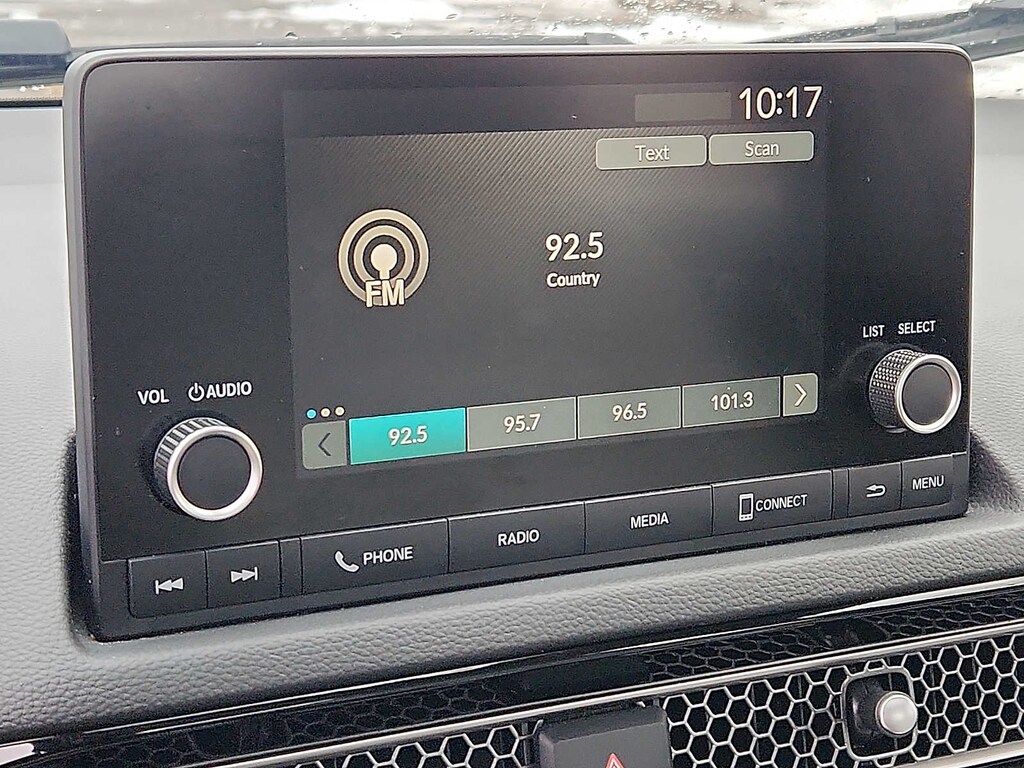 10:17
Text Scan
92.5
Country
FM
LIST SELECT
VOL AUDIO
92.5 95.7 96.5 101.3
PHONE RADIO MEDIA CONNECT MENU